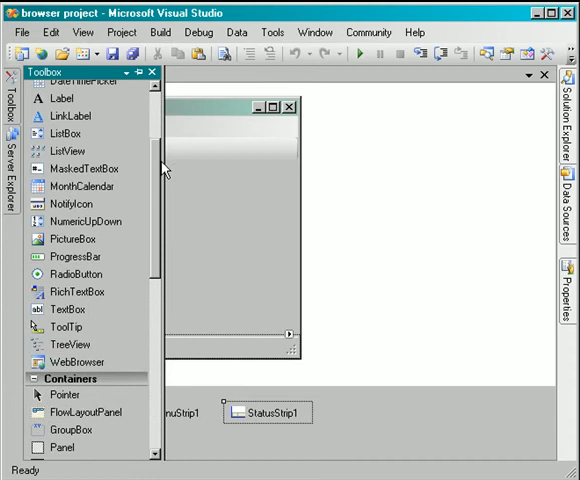 browser project - Microsoft Visual Studio
File Edit View Project Build Debug Data Tools Window Community Help
Toolbox
DateTimePicker
Label
LinkLabel
ListBox
ListView
MaskedTextBox
MonthCalendar
NotifyIcon
NumericUpDown
PictureBox
ProgressBar
RadioButton
RichTextBox
TextBox
ToolTip
TreeView
WebBrowser
Containers
Pointer
FlowLayoutPanel
GroupBox
Panel
Toolbox
Server Explorer
nuStrip1
StatusStrip1
Solution Explorer
Data Sources
Properties
Ready